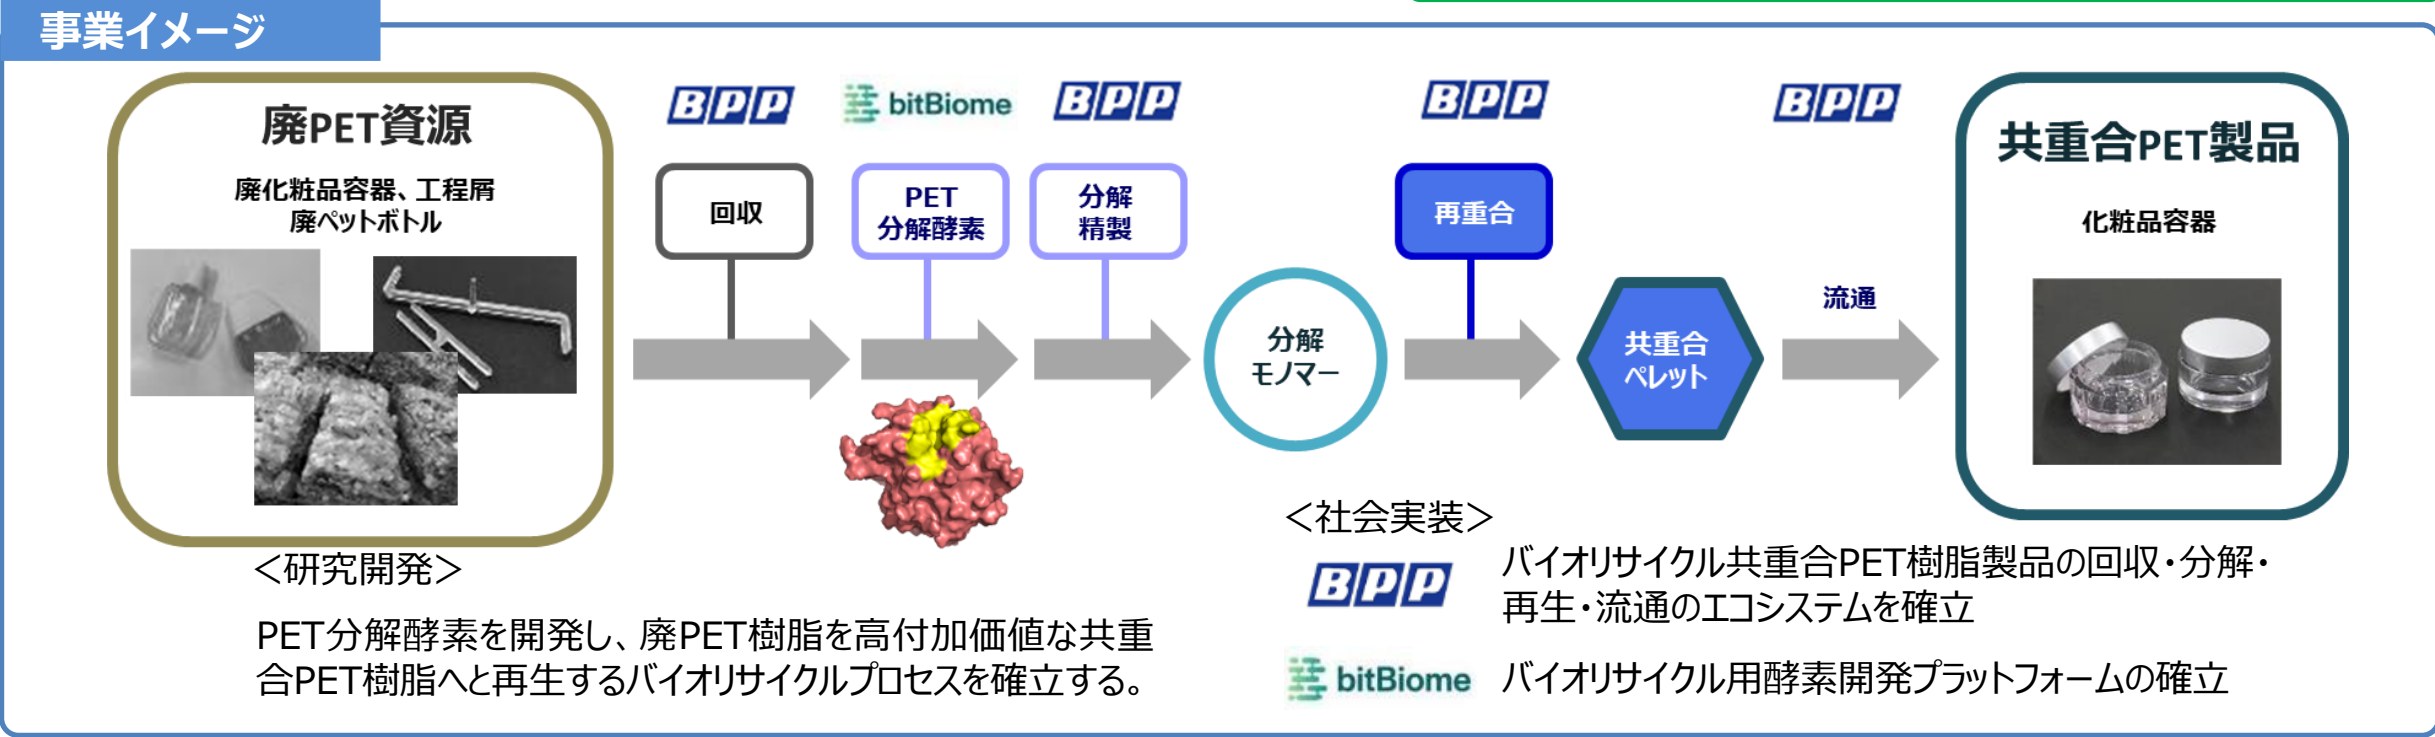 事業イメージ
廃PET資源
廃化粧品容器、工程屑
廃ペットボトル
BPP
bitBiome
BPP
BPP
BPP
回収
PET
分解酵素
分解
精製
分解
モノマー
再重合
共重合
ペレット
流通
共重合PET製品
化粧品容器
＜研究開発＞
PET分解酵素を開発し、廃PET樹脂を高付加価値な共重
合PET樹脂へと再生するバイオリサイクルプロセスを確立する。
＜社会実装＞
BPP
バイオリサイクル共重合PET樹脂製品の回収・分解・
再生・流通のエコシステムを確立
bitBiome
バイオリサイクル用酵素開発プラットフォームの確立